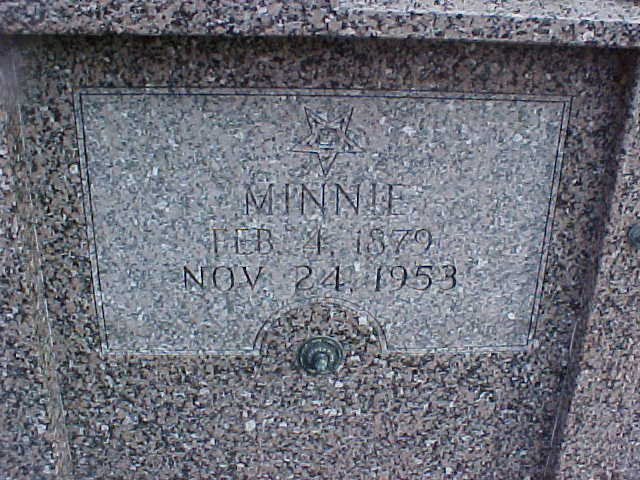 MINNIE
FEB. 4, 1879
NOV. 24, 1953